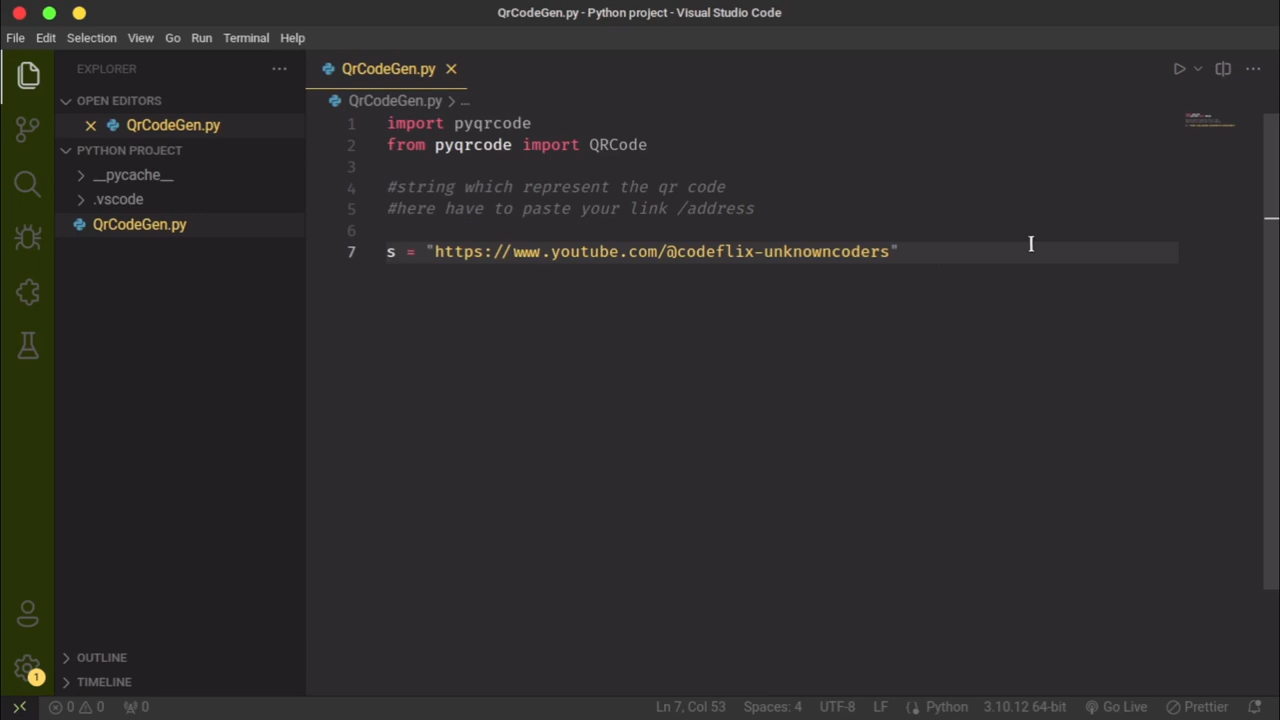 QrCodeGen.py - Python project - Visual Studio Code
File Edit Selection View Go Run Terminal Help
EXPLORER
OPEN EDITORS
QrCodeGen.py
PYTHON PROJECT
__pycache__
.vscode
QrCodeGen.py
OUTLINE
TIMELINE
QrCodeGen.py
QrCodeGen.py > ...
1 import pyqrcode
2 from pyqrcode import QRCode
3
4 #string which represent the qr code
5 #here have to paste your link /address
6
7 s = "https://www.youtube.com/@codeflix-unknowncoders"
1
0 0 0 Ln 7, Col 53 Spaces: 4 UTF-8 LF Python 3.10.12 64-bit Go Live Prettier